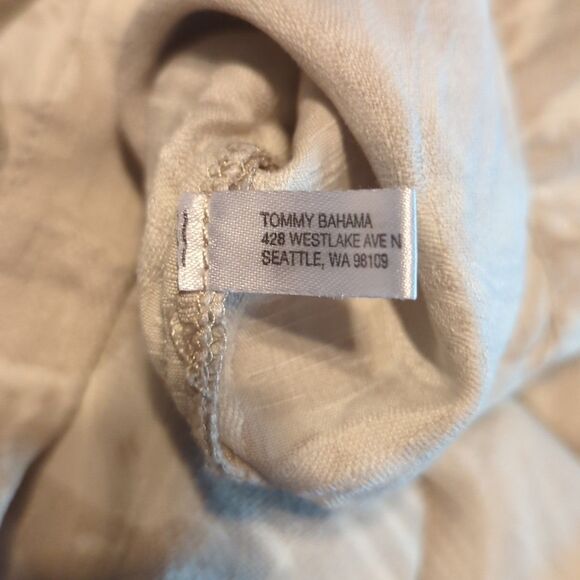 TOMMY BAHAMA
428 WESTLAKE AVE N
SEATTLE, WA 98109